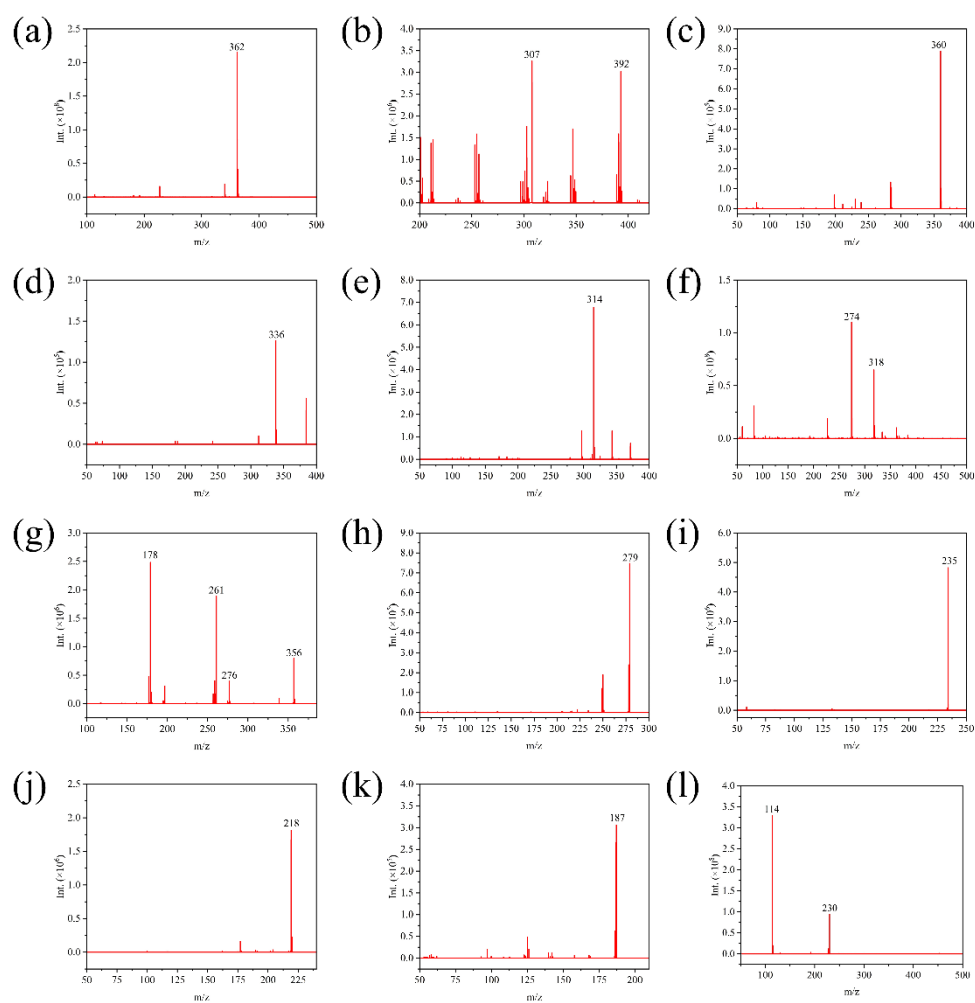 (a)
2.5
2.0
1.5
1.0
0.5
0.0
Int. (×10⁸)
362
100 200 300 400 500
m/z
(b)
4.0
3.5
3.0
2.5
2.0
1.5
1.0
0.5
0.0
Ini. (×10⁶)
307
392
200 250 300 350 400
m/z
(c)
9.0
8.0
7.0
6.0
5.0
4.0
3.0
2.0
1.0
0.0
Ini. (×10⁵)
360
50 100 150 200 250 300 350 400
m/z
(d)
2.0
1.5
1.0
0.5
0.0
Int. (×10⁵)
336
50 100 150 200 250 300 350 400
m/z
(e)
8.0
7.0
6.0
5.0
4.0
3.0
2.0
1.0
0.0
Ini. (×10⁵)
314
50 100 150 200 250 300 350 400
m/z
(f)
1.5
1.0
0.5
0.0
Ini. (×10⁹)
274
318
50 100 150 200 250 300 350 400 450 500
m/z
(g)
3.0
2.5
2.0
1.5
1.0
0.5
0.0
Int. (×10⁶)
178
261
276
356
100 150 200 250 300 350
m/z
(h)
9.0
8.0
7.0
6.0
5.0
4.0
3.0
2.0
1.0
0.0
Ini. (×10⁵)
279
50 75 100 125 150 175 200 225 250 275 300
m/z
(i)
6.0
5.0
4.0
3.0
2.0
1.0
0.0
Ini. (×10⁶)
235
50 75 100 125 150 175 200 225 250
m/z
(j)
2.5
2.0
1.5
1.0
0.5
0.0
Int. (×10⁶)
218
50 75 100 125 150 175 200 225
m/z
(k)
4.0
3.5
3.0
2.5
2.0
1.5
1.0
0.5
0.0
Ini. (×10⁵)
187
50 75 100 125 150 175 200
m/z
(l)
4.0
3.5
3.0
2.5
2.0
1.5
1.0
0.5
0.0
Int. (×10⁸)
114
230
100 200 300 400 500
m/z